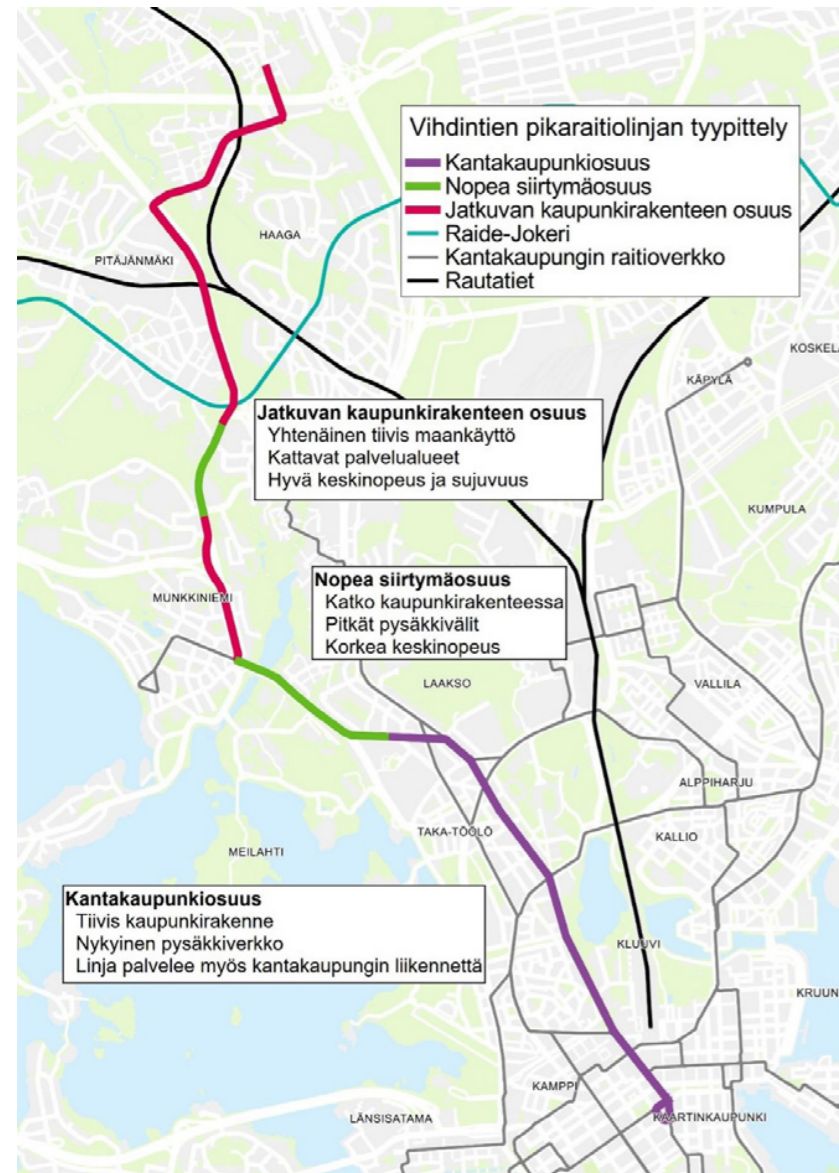 Vihdintien pikaraitiolinjan tyypittely
Kantakaupunkiosuus
Nopea siirtymäosuus
Jatkuvan kaupunkirakenteen osuus
Raide-Jokeri
Kantakaupungin raitioverkko
Rautatiet
HAAGA
PITÄJÄNMÄKI
KOSKELA
KÄPYLÄ
Jatkuvan kaupunkirakenteen osuus
Yhtenäinen tiivis maankäyttö
Kattavat palvelualueet
Hyvä keskinopeus ja sujuvuus
KUMPULA
Nopea siirtymäosuus
Katko kaupunkirakenteessa
Pitkät pysäkkivälit
Korkea keskinopeus
MUNKKINIEMI
LAAKSO
VALLILA
ALPPIHARJU
TAKA-TÖÖLÖ
KALLIO
MEILAHTI
Kantakaupunkiosuus
Tiivis kaupunkirakenne
Nykyinen pysäkkiverkko
Linja palvelee myös kantakaupungin liikennettä
KLUUVI
KRUUN
KAMPPI
LÄNSISATAMA
KAARTINKAUPUNKI